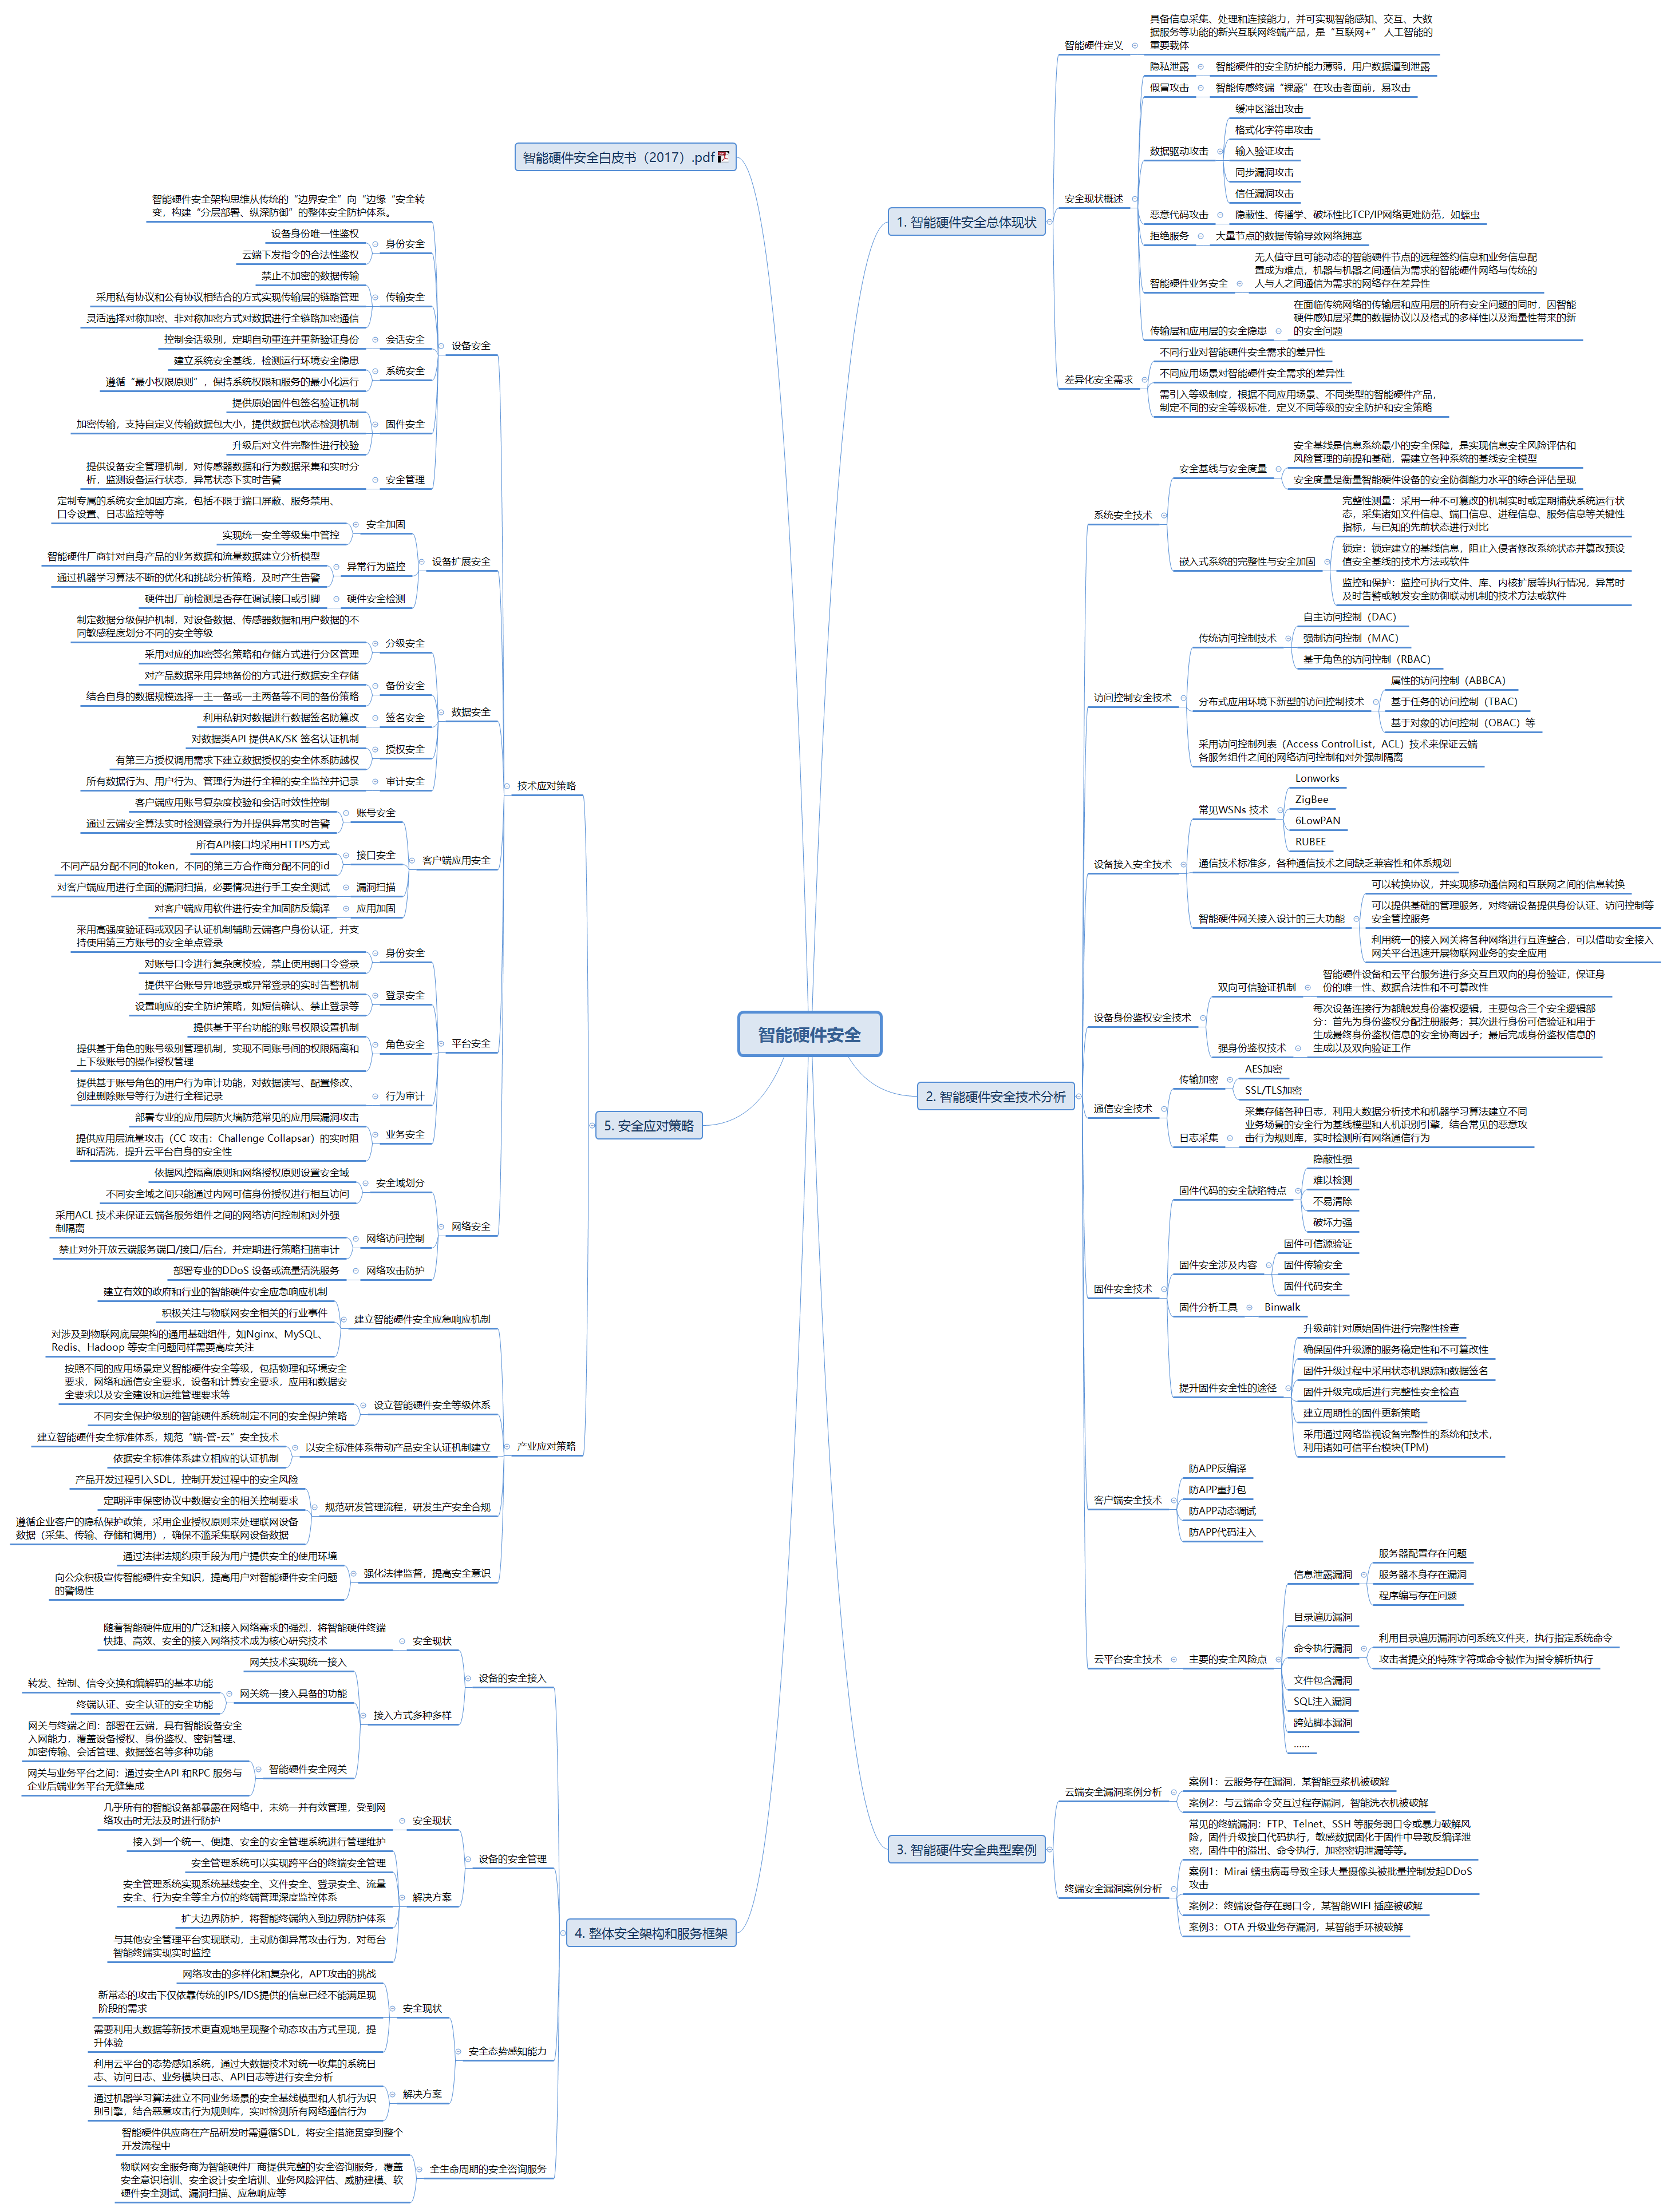 智能硬件安全
智能硬件安全白皮书（2017）.pdf
1. 智能硬件安全总体现状
智能硬件定义
具备信息采集、处理和连接能力，并可实现智能感知、交互、大数
据服务等功能的新兴互联网终端产品，是“互联网+” 人工智能的
重要载体
安全现状概述
隐私泄露
智能硬件的安全防护能力薄弱，用户数据遭到泄露
假冒攻击
智能传感终端“裸露”在攻击者面前，易攻击
数据驱动攻击
缓冲区溢出攻击
格式化字符串攻击
输入验证攻击
同步漏洞攻击
信任漏洞攻击
恶意代码攻击
隐蔽性、传播学、破坏性比TCP/IP网络更难防范，如蠕虫
拒绝服务
大量节点的数据传输导致网络拥塞
智能硬件业务安全
无人值守且可能动态的智能硬件节点的远程签约信息和业务信息配
置成为难点，机器与机器之间通信为需求的智能硬件网络与传统的
人与人之间通信为需求的网络存在差异性
传输层和应用层的安全隐患
在面临传统网络的传输层和应用层的所有安全问题的同时，因智能
硬件感知层采集的数据协议以及格式的多样性以及海量性带来的新
的安全问题
差异化安全需求
不同行业对智能硬件安全需求的差异性
不同应用场景对智能硬件安全需求的差异性
需引入等级制度，根据不同应用场景、不同类型的智能硬件产品，
制定不同的安全等级标准，定义不同等级的安全防护和安全策略
2. 智能硬件安全技术分析
系统安全技术
安全基线与安全度量
安全基线是信息系统最小的安全保障，是实现信息安全风险评估和
风险管理的前提和基础，需建立各种系统的基线安全模型
安全度量是衡量智能硬件设备的安全防御能力水平的综合评估呈现
嵌入式系统的完整性与安全加固
完整性测量：采用一种不可篡改的机制实时或定期捕获系统运行状
态，采集诸如文件信息、端口信息、进程信息、服务信息等关键性
指标，与已知的先前状态进行对比
锁定：锁定建立的基线信息，阻止入侵者修改系统状态并篡改预设
值安全基线的技术方法或软件
监控和保护：监控可执行文件、库、内核扩展等执行情况，异常时
及时告警或触发安全防御联动机制的技术方法或软件
访问控制安全技术
传统访问控制技术
自主访问控制（DAC）
强制访问控制（MAC）
基于角色的访问控制（RBAC）
分布式应用环境下新型的访问控制技术
属性的访问控制（ABBCA）
基于任务的访问控制（TBAC）
基于对象的访问控制（OBAC）等
采用访问控制列表（Access ControlList，ACL）技术来保证云端
各服务组件之间的网络访问控制和对外强制隔离
设备接入安全技术
常见WSNs 技术
Lonworks
ZigBee
6LowPAN
RUBEE
通信技术标准多，各种通信技术之间缺乏兼容性和体系规划
智能硬件网关接入设计的三大功能
可以转换协议，并实现移动通信网和互联网之间的信息转换
可以提供基础的管理服务，对终端设备提供身份认证、访问控制等
安全管控服务
利用统一的接入网关将各种网络进行互连整合，可以借助安全接入
网关平台迅速开展物联网业务的安全应用
设备身份鉴权安全技术
双向可信验证机制
智能硬件设备和云平台服务进行多交互且双向的身份验证，保证身
份的唯一性、数据合法性和不可篡改性
强身份鉴权技术
每次设备连接行为都触发身份鉴权逻辑，主要包含三个安全逻辑部
分：首先为身份鉴权分配注册服务；其次进行身份可信验证和用于
生成最终身份鉴权信息的安全协商因子；最后完成身份鉴权信息的
生成以及双向验证工作
通信安全技术
传输加密
AES加密
SSL/TLS加密
日志采集
采集存储各种日志，利用大数据分析技术和机器学习算法建立不同
业务场景的安全行为基线模型和人机识别引擎，结合常见的恶意攻
击行为规则库，实时检测所有网络通信行为
固件安全技术
固件代码的安全缺陷特点
隐蔽性强
难以检测
不易清除
破坏力强
固件安全涉及内容
固件可信源验证
固件传输安全
固件代码安全
固件分析工具
Binwalk
提升固件安全性的途径
升级前针对原始固件进行完整性检查
确保固件升级源的服务稳定性和不可篡改性
固件升级过程中采用状态机跟踪和数据签名
固件升级完成后进行完整性安全检查
建立周期性的固件更新策略
采用通过网络监视设备完整性的系统和技术，
利用诸如可信平台模块(TPM)
客户端安全技术
防APP反编译
防APP重打包
防APP动态调试
防APP代码注入
云平台安全技术
主要的安全风险点
信息泄露漏洞
服务器配置存在问题
服务器本身存在漏洞
程序编写存在问题
目录遍历漏洞
命令执行漏洞
利用目录遍历漏洞访问系统文件夹，执行指定系统命令
攻击者提交的特殊字符或命令被作为指令解析执行
文件包含漏洞
SQL注入漏洞
跨站脚本漏洞
......
3. 智能硬件安全典型案例
云端安全漏洞案例分析
案例1：云服务存在漏洞，某智能豆浆机被破解
案例2：与云端命令交互过程存漏洞，智能洗衣机被破解
终端安全漏洞案例分析
常见的终端漏洞：FTP、Telnet、SSH 等服务弱口令或暴力破解风
险，固件升级接口代码执行，敏感数据固化于固件中导致反编译泄
密，固件中的溢出、命令执行，加密密钥泄漏等等。
案例1：Mirai 蠕虫病毒导致全球大量摄像头被批量控制发起DDoS
攻击
案例2：终端设备存在弱口令，某智能WIFI 插座被破解
案例3：OTA 升级业务存漏洞，某智能手环被破解
5. 安全应对策略
技术应对策略
设备安全
智能硬件安全架构思维从传统的“边界安全”向“边缘“安全转
变，构建“分层部署、纵深防御”的整体安全防护体系。
身份安全
设备身份唯一性鉴权
云端下发指令的合法性鉴权
传输安全
禁止不加密的数据传输
采用私有协议和公有协议相结合的方式实现传输层的链路管理
灵活选择对称加密、非对称加密方式对数据进行全链路加密通信
会话安全
控制会话级别，定期自动重连并重新验证身份
系统安全
建立系统安全基线，检测运行环境安全隐患
遵循“最小权限原则”，保持系统权限和服务的最小化运行
固件安全
提供原始固件包签名验证机制
加密传输，支持自定义传输数据包大小，提供数据包状态检测机制
升级后对文件完整性进行校验
安全管理
提供设备安全管理机制，对传感器数据和行为数据采集和实时分
析，监测设备运行状态，异常状态下实时告警
设备扩展安全
安全加固
定制专属的系统安全加固方案，包括不限于端口屏蔽、服务禁用、
口令设置、日志监控等等
实现统一安全等级集中管控
异常行为监控
智能硬件厂商针对自身产品的业务数据和流量数据建立分析模型
通过机器学习算法不断的优化和挑战分析策略，及时产生告警
硬件安全检测
硬件出厂前检测是否存在调试接口或引脚
数据安全
分级安全
制定数据分级保护机制，对设备数据、传感器数据和用户数据的不
同敏感程度划分不同的安全等级
采用对应的加密签名策略和存储方式进行分区管理
备份安全
对产品数据采用异地备份的方式进行数据安全存储
结合自身的数据规模选择一主一备或一主两备等不同的备份策略
签名安全
利用私钥对数据进行数据签名防篡改
授权安全
对数据类API 提供AK/SK 签名认证机制
有第三方授权调用需求下建立数据授权的安全体系防越权
审计安全
所有数据行为、用户行为、管理行为进行全程的安全监控并记录
客户端应用安全
账号安全
客户端应用账号复杂度校验和会话时效性控制
通过云端安全算法实时检测登录行为并提供异常实时告警
接口安全
所有API接口均采用HTTPS方式
不同产品分配不同的token，不同的第三方合作商分配不同的id
漏洞扫描
对客户端应用进行全面的漏洞扫描，必要情况进行手工安全测试
应用加固
对客户端应用软件进行安全加固防反编译
平台安全
身份安全
采用高强度验证码或双因子认证机制辅助云端客户身份认证，并支
持使用第三方账号的安全单点登录
对账号口令进行复杂度校验，禁止使用弱口令登录
登录安全
提供平台账号异地登录或异常登录的实时告警机制
设置响应的安全防护策略，如短信确认、禁止登录等
角色安全
提供基于平台功能的账号权限设置机制
提供基于角色的账号级别管理机制，实现不同账号间的权限隔离和
上下级账号的操作授权管理
行为审计
提供基于账号角色的用户行为审计功能，对数据读写、配置修改、
创建删除账号等行为进行全程记录
业务安全
部署专业的应用层防火墙防范常见的应用层漏洞攻击
提供应用层流量攻击（CC 攻击：Challenge Collapsar）的实时阻
断和清洗，提升云平台自身的安全性
网络安全
安全域划分
依据风控隔离原则和网络授权原则设置安全域
不同安全域之间只能通过内网可信身份授权进行相互访问
网络访问控制
采用ACL 技术来保证云端各服务组件之间的网络访问控制和对外强
制隔离
禁止对外开放云端服务端口/接口/后台，并定期进行策略扫描审计
网络攻击防护
部署专业的DDoS 设备或流量清洗服务
产业应对策略
建立智能硬件安全应急响应机制
建立有效的政府和行业的智能硬件安全应急响应机制
积极关注与物联网安全相关的行业事件
对涉及到物联网底层架构的通用基础组件，如Nginx、MySQL、
Redis、Hadoop 等安全问题同样需要高度关注
设立智能硬件安全等级体系
按照不同的应用场景定义智能硬件安全等级，包括物理和环境安全
要求，网络和通信安全要求，设备和计算安全要求，应用和数据安
全要求以及安全建设和运维管理要求等
不同安全保护级别的智能硬件系统制定不同的安全保护策略
以安全标准体系带动产品安全认证机制建立
建立智能硬件安全标准体系，规范“端-管-云”安全技术
依据安全标准体系建立相应的认证机制
规范研发管理流程，研发生产安全合规
产品开发过程引入SDL，控制开发过程中的安全风险
定期评审保密协议中数据安全的相关控制要求
遵循企业客户的隐私保护政策，采用企业授权原则来处理联网设备
数据（采集、传输、存储和调用），确保不滥采集联网设备数据
强化法律监督，提高安全意识
通过法律法规约束手段为用户提供安全的使用环境
向公众积极宣传智能硬件安全知识，提高用户对智能硬件安全问题
的警惕性
4. 整体安全架构和服务框架
设备的安全接入
安全现状
随着智能硬件应用的广泛和接入网络需求的强烈，将智能硬件终端
快捷、高效、安全的接入网络技术成为核心研究技术
接入方式多种多样
网关技术实现统一接入
网关统一接入具备的功能
转发、控制、信令交换和编解码的基本功能
终端认证、安全认证的安全功能
智能硬件安全网关
网关与终端之间：部署在云端，具有智能设备安全
入网能力，覆盖设备授权、身份鉴权、密钥管理、
加密传输、会话管理、数据签名等多种功能
网关与业务平台之间：通过安全API 和RPC 服务与
企业后端业务平台无缝集成
设备的安全管理
安全现状
几乎所有的智能设备都暴露在网络中，未统一并有效管理，受到网
络攻击时无法及时进行防护
解决方案
接入到一个统一、便捷、安全的安全管理系统进行管理维护
安全管理系统可以实现跨平台的终端安全管理
安全管理系统实现系统基线安全、文件安全、登录安全、流量
安全、行为安全等全方位的终端管理深度监控体系
扩大边界防护，将智能终端纳入到边界防护体系
与其他安全管理平台实现联动，主动防御异常攻击行为，对每台
智能终端实现实时监控
安全态势感知能力
安全现状
网络攻击的多样化和复杂化，APT攻击的挑战
新常态的攻击下仅依靠传统的IPS/IDS提供的信息已经不能满足现
阶段的需求
需要利用大数据等新技术更直观地呈现整个动态攻击方式呈现，提
升体验
解决方案
利用云平台的态势感知系统，通过大数据技术对统一收集的系统日
志、访问日志、业务模块日志、API日志等进行安全分析
通过机器学习算法建立不同业务场景的安全基线模型和人机行为识
别引擎，结合恶意攻击行为规则库，实时检测所有网络通信行为
全生命周期的安全咨询服务
智能硬件供应商在产品研发时需遵循SDL，将安全措施贯穿到整个
开发流程中
物联网安全服务商为智能硬件厂商提供完整的安全咨询服务，覆盖
安全意识培训、安全设计安全培训、业务风险评估、威胁建模、软
硬件安全测试、漏洞扫描、应急响应等